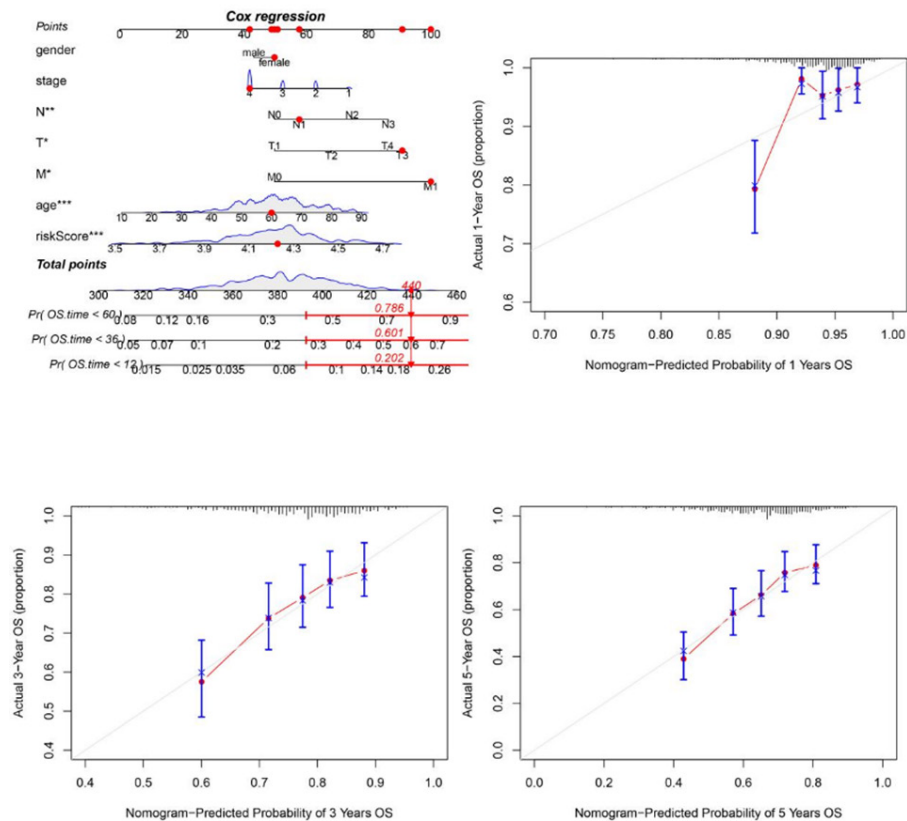 Cox regression
Points
0 20 40 60 80 100
gender
male
female
stage
4 3 2 1
N**
N0 N2
N1 N3
T*
T1 T4
T2 T3
M*
M0
M1
age***
10 20 30 40 50 60 70 80 90
riskScore***
3.5 3.7 3.9 4.1 4.3 4.5 4.7
Total points
440
300 320 340 360 380 400 420 440 460
0.786
Pr( OS.time < 60 )
0.08 0.12 0.16 0.3 0.5 0.7 0.9
0.601
Pr( OS.time < 36 )
0.05 0.07 0.1 0.2 0.3 0.4 0.5 0.6 0.7
0.202
Pr( OS.time < 12 )
0.015 0.025 0.035 0.06 0.1 0.14 0.18 0.26
Actual 1−Year OS (proportion)
1.0
0.9
0.8
0.7
0.6
0.70 0.75 0.80 0.85 0.90 0.95 1.00
Nomogram−Predicted Probability of 1 Years OS
Actual 3−Year OS (proportion)
1.0
0.9
0.8
0.7
0.6
0.5
0.4
0.4 0.5 0.6 0.7 0.8 0.9 1.0
Nomogram−Predicted Probability of 3 Years OS
Actual 5−Year OS (proportion)
1.0
0.8
0.6
0.4
0.2
0.0
0.0 0.2 0.4 0.6 0.8 1.0
Nomogram−Predicted Probability of 5 Years OS